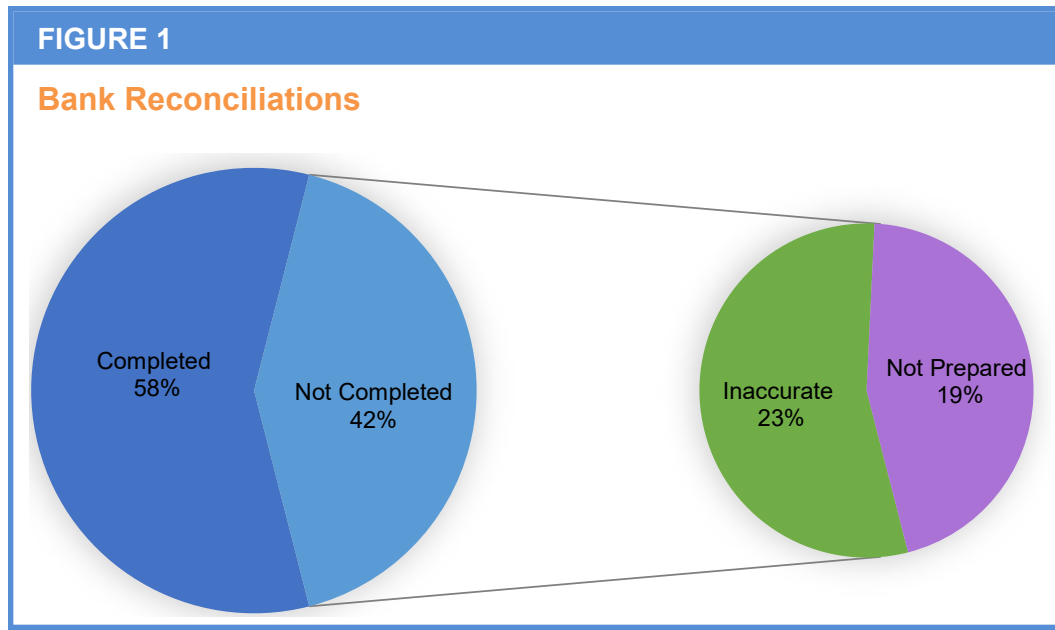 FIGURE 1
Bank Reconciliations
Completed
58%
Not Completed
42%
Inaccurate
23%
Not Prepared
19%